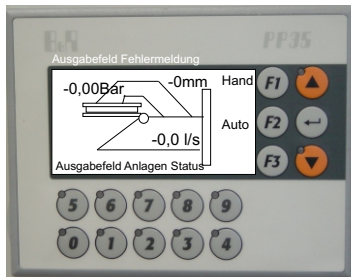 B&R PP35
Ausgabefeld Fehlermeldung
-0,00Bar -0mm Hand F1
Auto F2
-0,0 l/s
F3
Ausgabefeld Anlagen Status
5 6 7 8 9
0 1 2 3 4